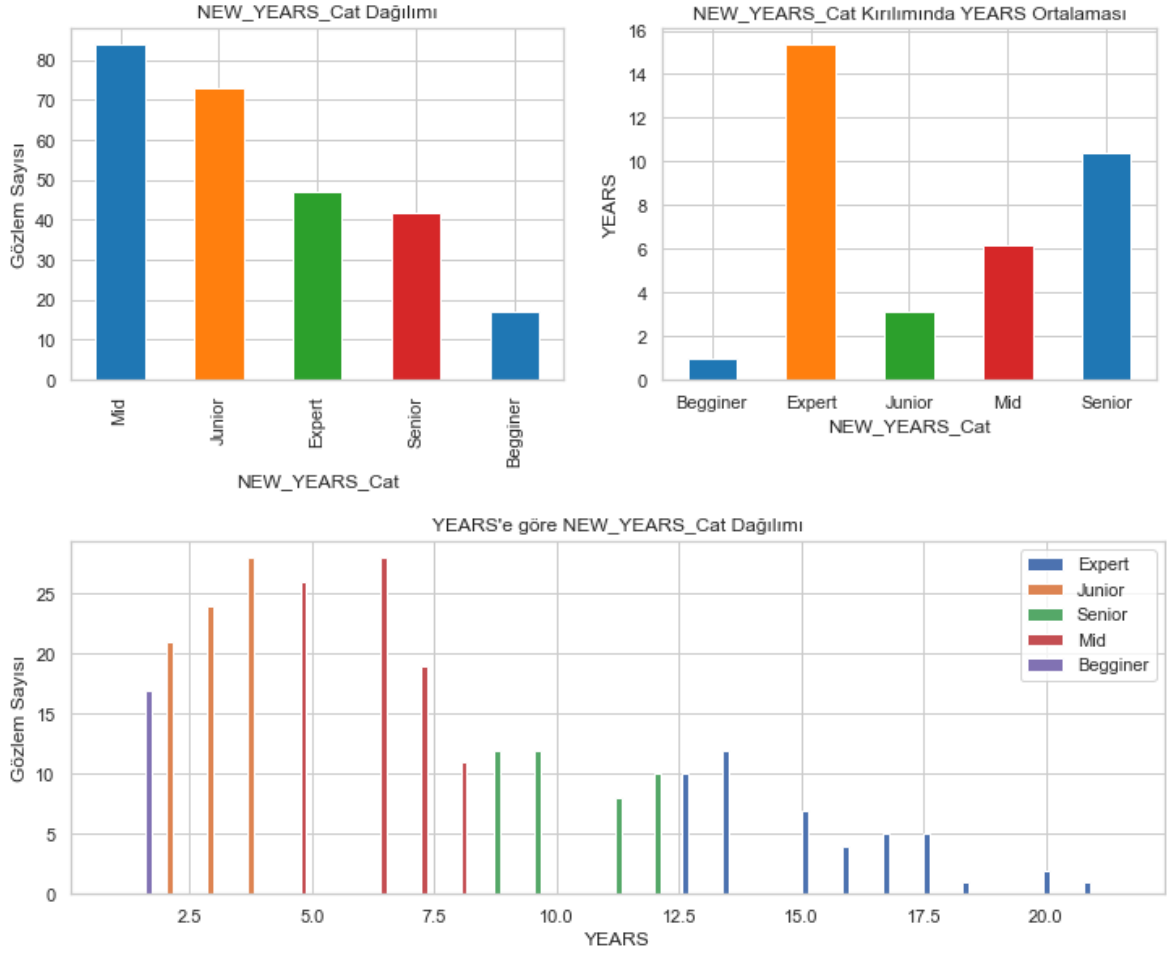 NEW_YEARS_Cat Dağılımı
Gözlem Sayısı
80
70
60
50
40
30
20
10
0
Mid
Junior
Expert
Senior
Begginer
NEW_YEARS_Cat
NEW_YEARS_Cat Kırılımında YEARS Ortalaması
YEARS
16
14
12
10
8
6
4
2
0
Begginer Expert Junior Mid Senior
NEW_YEARS_Cat
YEARS'e göre NEW_YEARS_Cat Dağılımı
Gözlem Sayısı
25
20
15
10
5
0
Expert
Junior
Senior
Mid
Begginer
2.5 5.0 7.5 10.0 12.5 15.0 17.5 20.0
YEARS